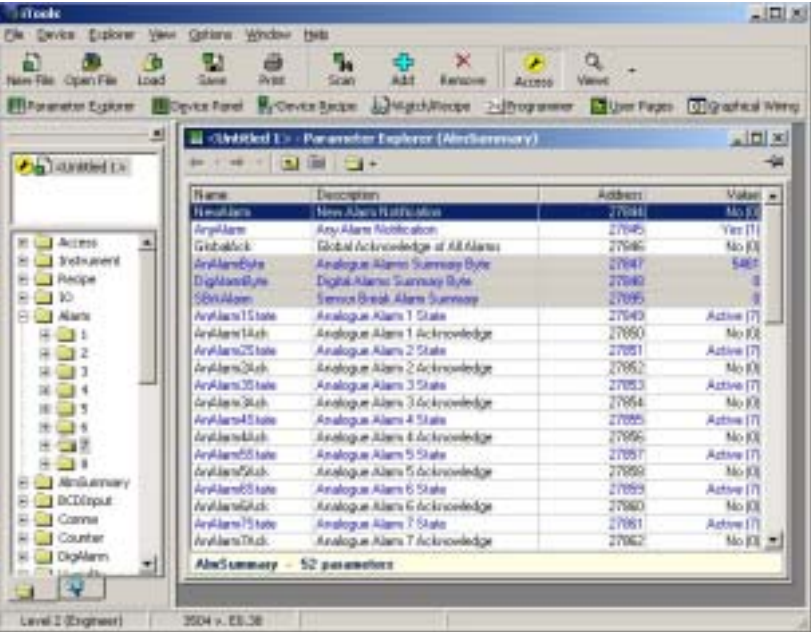 iTools
File Device Explorer View Options Window Help
New File Open File Load Save Print Scan Add Remove Access Views
Parameter Explorer Device Panel Device Recipe Watch/Recipe Programmer User Pages Graphical Wiring
<Untitled 1>
<Untitled 1> - Parameter Explorer (AlmSummary)
Name Description Address Value
NewAlarm New Alarm Notification 27844 No (0)
AnyAlarm Any Alarm Notification 27845 Yes (1)
GlobalAck Global Acknowledge of All Alarms 27846 No (0)
AnAlarmByte Analogue Alarms Summary Byte 27847 5461
DigAlarmByte Digital Alarms Summary Byte 27848 0
SBrkAlarm Sensor Break Alarm Summary 27895 0
AnAlarm1State Analogue Alarm 1 State 27849 Active (7)
AnAlarm1Ack Analogue Alarm 1 Acknowledge 27850 No (0)
AnAlarm2State Analogue Alarm 2 State 27851 Active (7)
AnAlarm2Ack Analogue Alarm 2 Acknowledge 27852 No (0)
AnAlarm3State Analogue Alarm 3 State 27853 Active (7)
AnAlarm3Ack Analogue Alarm 3 Acknowledge 27854 No (0)
AnAlarm4State Analogue Alarm 4 State 27855 Active (7)
AnAlarm4Ack Analogue Alarm 4 Acknowledge 27856 No (0)
AnAlarm5State Analogue Alarm 5 State 27857 Active (7)
AnAlarm5Ack Analogue Alarm 5 Acknowledge 27858 No (0)
AnAlarm6State Analogue Alarm 6 State 27859 Active (7)
AnAlarm6Ack Analogue Alarm 6 Acknowledge 27860 No (0)
AnAlarm7State Analogue Alarm 7 State 27861 Active (7)
AnAlarm7Ack Analogue Alarm 7 Acknowledge 27862 No (0)
AlmSummary - 52 parameters
Access
Instrument
Recipe
IO
Alarm
1
2
3
4
5
6
7
8
AlmSummary
BCDInput
Comms
Counter
DigAlarm
Level 2 (Engineer) 3504 v. E0.38